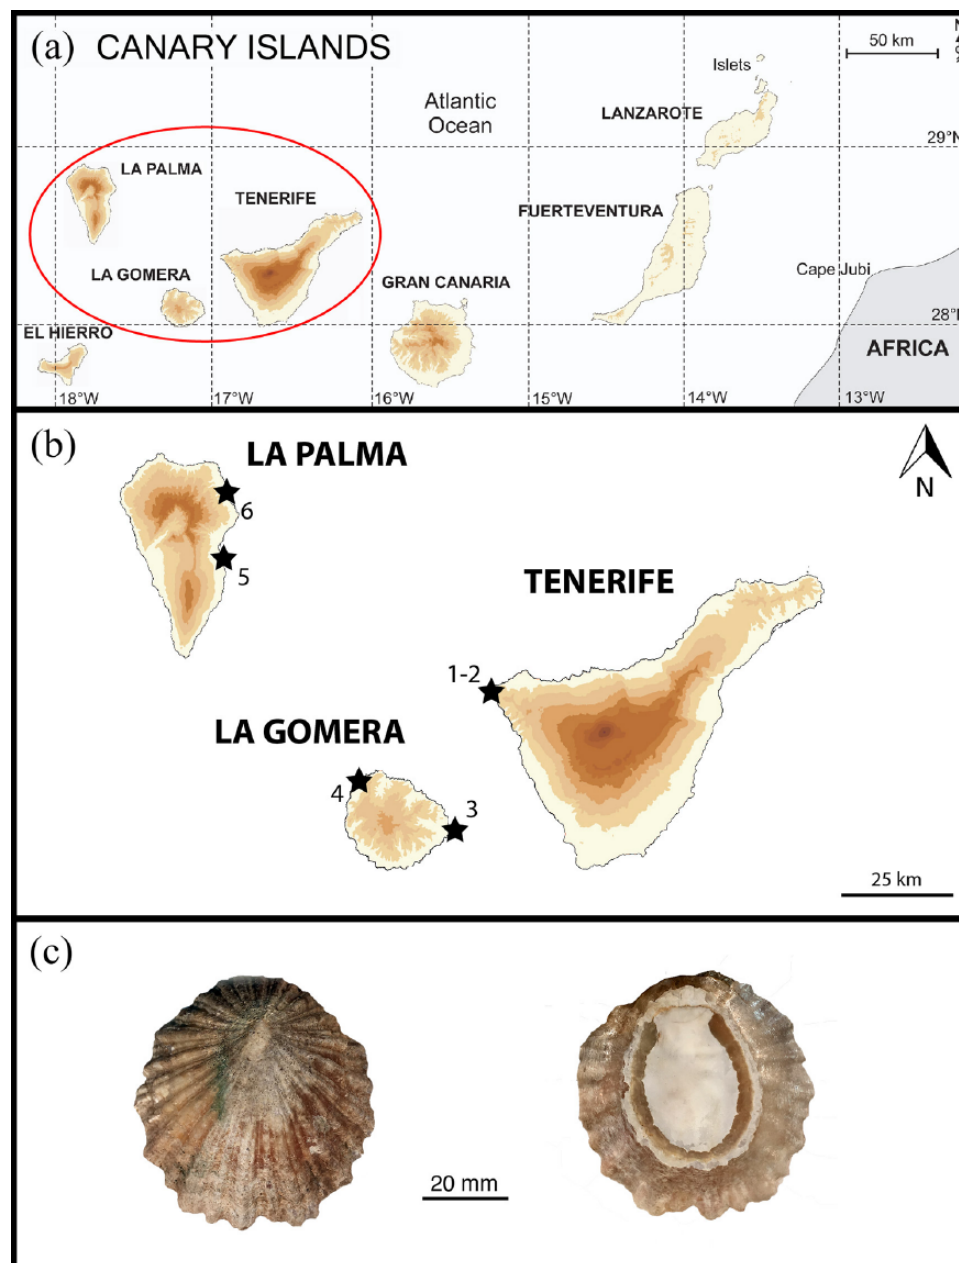 (a) CANARY ISLANDS
N
50 km
Islets
Atlantic
Ocean
LANZAROTE
29°N
LA PALMA
TENERIFE
FUERTEVENTURA
LA GOMERA
Cape Jubi
GRAN CANARIA
28°
EL HIERRO
AFRICA
18°W
17°W
16°W
15°W
14°W
13°W
(b)
LA PALMA
N
6
5
TENERIFE
1-2
LA GOMERA
4
3
25 km
(c)
20 mm